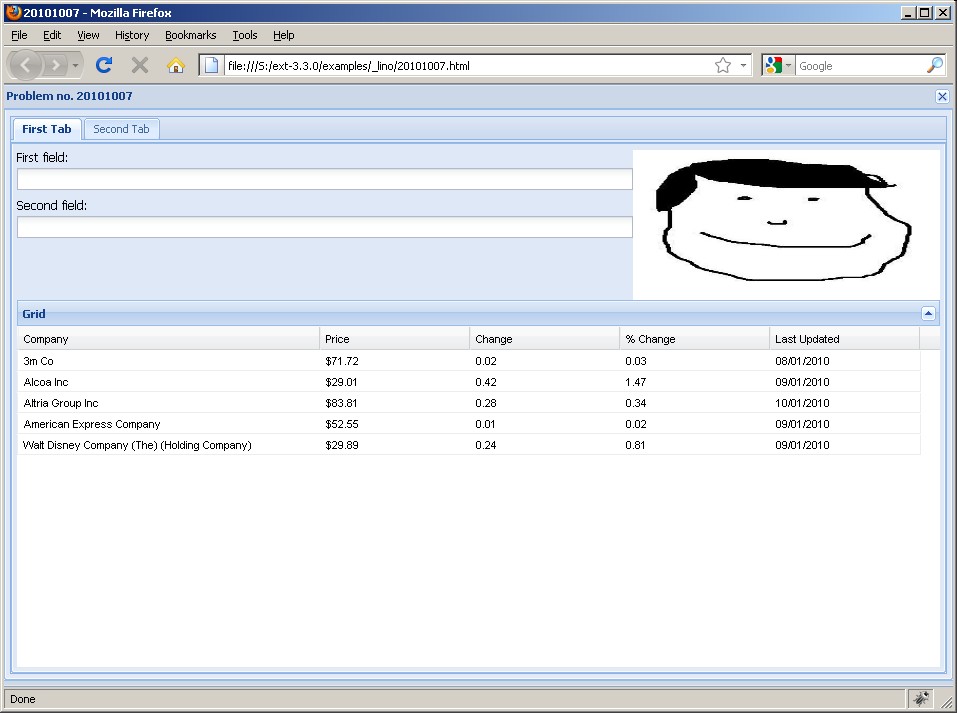 20101007 - Mozilla Firefox
File Edit View History Bookmarks Tools Help
file:///S:/ext-3.3.0/examples/_lino/20101007.html Google
Problem no. 20101007
First Tab Second Tab
First field:
Second field:
Grid
Company Price Change % Change Last Updated
3m Co $71.72 0.02 0.03 08/01/2010
Alcoa Inc $29.01 0.42 1.47 09/01/2010
Altria Group Inc $83.81 0.28 0.34 10/01/2010
American Express Company $52.55 0.01 0.02 09/01/2010
Walt Disney Company (The) (Holding Company) $29.89 0.24 0.81 09/01/2010
Done